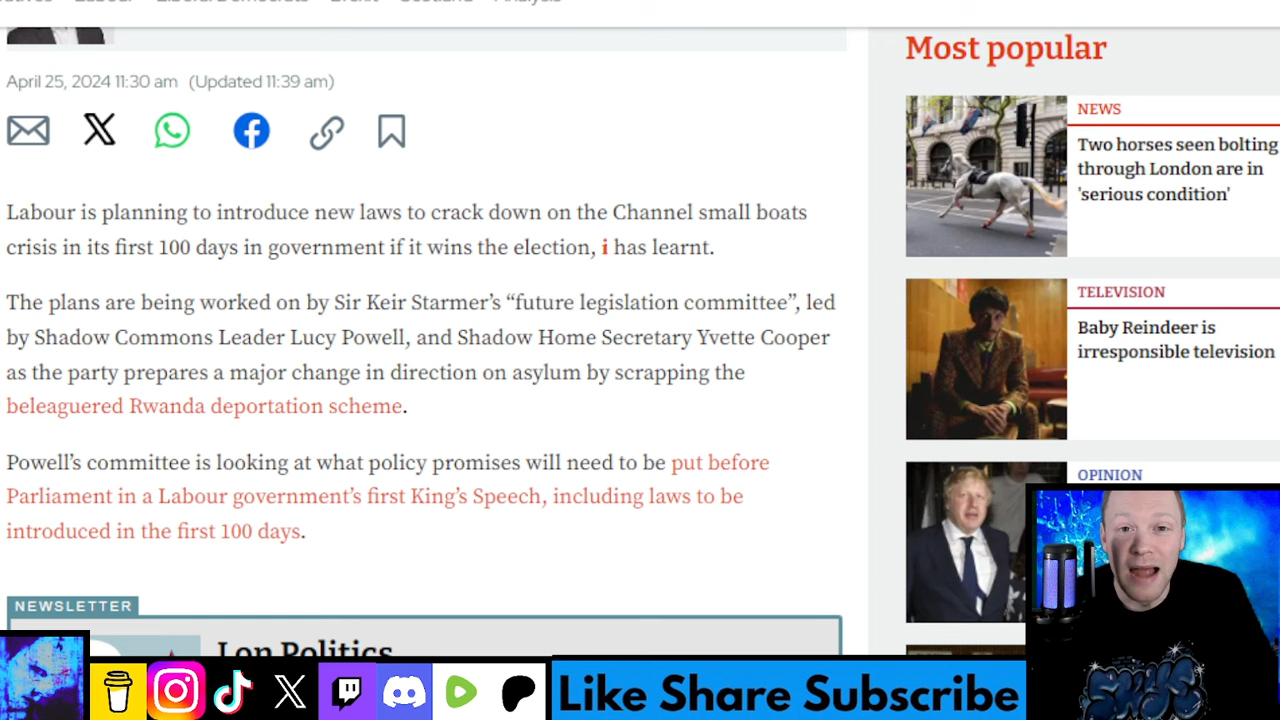 Labour
Liberal Democrats
Brexit
Scotland
Analysis
April 25, 2024 11:30 am (Updated 11:39 am)
Labour is planning to introduce new laws to crack down on the Channel small boats
crisis in its first 100 days in government if it wins the election, i has learnt.
The plans are being worked on by Sir Keir Starmer’s “future legislation committee”, led
by Shadow Commons Leader Lucy Powell, and Shadow Home Secretary Yvette Cooper
as the party prepares a major change in direction on asylum by scrapping the
beleaguered Rwanda deportation scheme.
Powell’s committee is looking at what policy promises will need to be put before
Parliament in a Labour government’s first King’s Speech, including laws to be
introduced in the first 100 days.
NEWSLETTER
Politics
Most popular
NEWS
Two horses seen bolting
through London are in
'serious condition'
TELEVISION
Baby Reindeer is
irresponsible television
OPINION
Like Share Subscribe